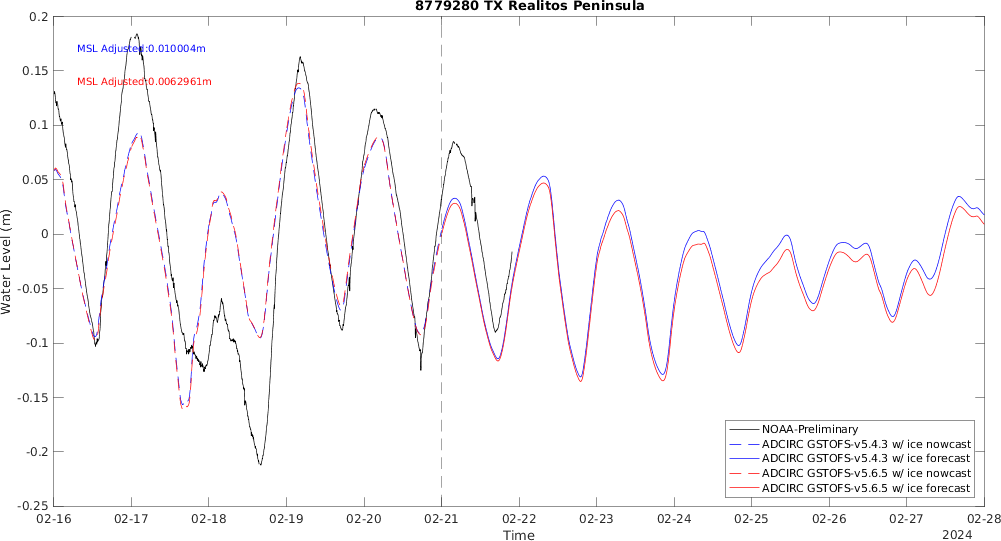 8779280 TX Realitos Peninsula
MSL Adjusted:0.010004m
MSL Adjusted:0.0062961m
Water Level (m)
0.2
0.15
0.1
0.05
0
-0.05
-0.1
-0.15
-0.2
-0.25
NOAA-Preliminary
ADCIRC GSTOFS-v5.4.3 w/ ice nowcast
ADCIRC GSTOFS-v5.4.3 w/ ice forecast
ADCIRC GSTOFS-v5.6.5 w/ ice nowcast
ADCIRC GSTOFS-v5.6.5 w/ ice forecast
02-16 02-17 02-18 02-19 02-20 02-21 02-22 02-23 02-24 02-25 02-26 02-27 02-28
Time
2024